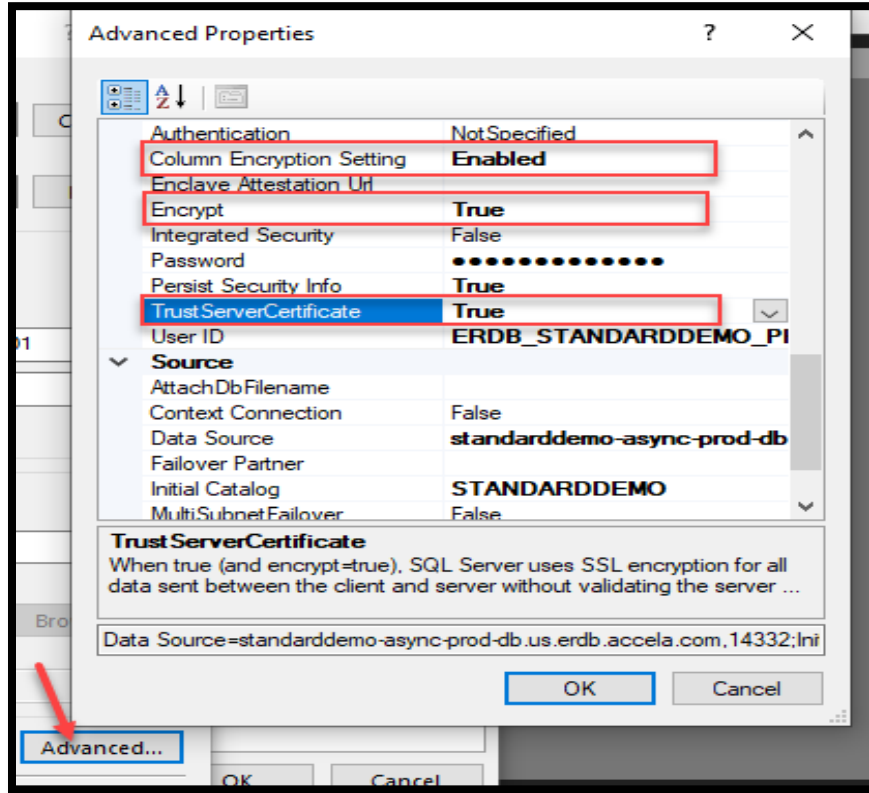 Advanced Properties ? ×
Authentication NotSpecified
Column Encryption Setting Enabled
Enclave Attestation Url
Encrypt True
Integrated Security False
Password ●●●●●●●●●●●●●
Persist Security Info True
TrustServerCertificate True
User ID ERDB_STANDARDDEMO_PI
Source
AttachDbFilename
Context Connection False
Data Source standarddemo-async-prod-db
Failover Partner
Initial Catalog STANDARDDEMO
MultiSubnetFailover False
TrustServerCertificate
When true (and encrypt=true), SQL Server uses SSL encryption for all
data sent between the client and server without validating the server ...
Data Source=standarddemo-async-prod-db.us.erdb.accela.com,14332;Ini
OK Cancel
Bro
Advanced...
OK Cancel